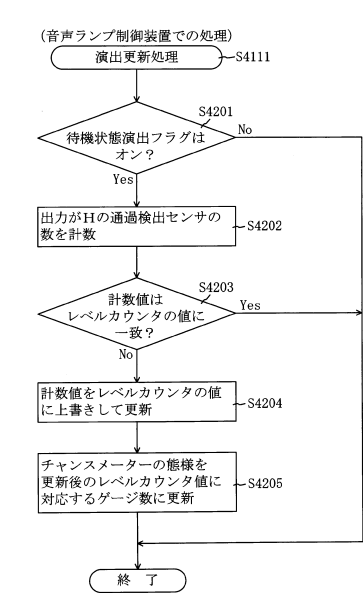 (音声ランプ制御装置での処理)
演出更新処理
S4111
S4201
待機状態演出フラグは
オン？
No
Yes
出力がHの通過検出センサの
数を計数
S4202
S4203
計数値は
レベルカウンタの値に
一致？
Yes
No
計数値をレベルカウンタの値
に上書きして更新
S4204
チャンスメーターの態様を
更新後のレベルカウンタ値に
対応するゲージ数に更新
S4205
終 了